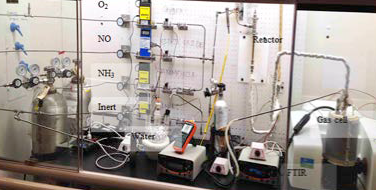 O₂
NO
Reactor
NH₃
Inert
Gas cell
Water
FTIR